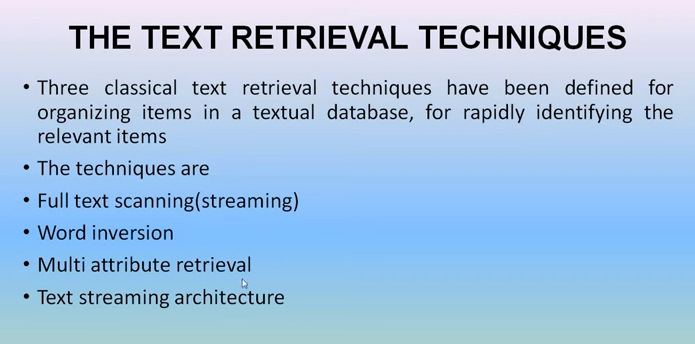 THE TEXT RETRIEVAL TECHNIQUES
• Three classical text retrieval techniques have been defined for
organizing items in a textual database, for rapidly identifying the
relevant items
• The techniques are
• Full text scanning(streaming)
• Word inversion
• Multi attribute retrieval
• Text streaming architecture